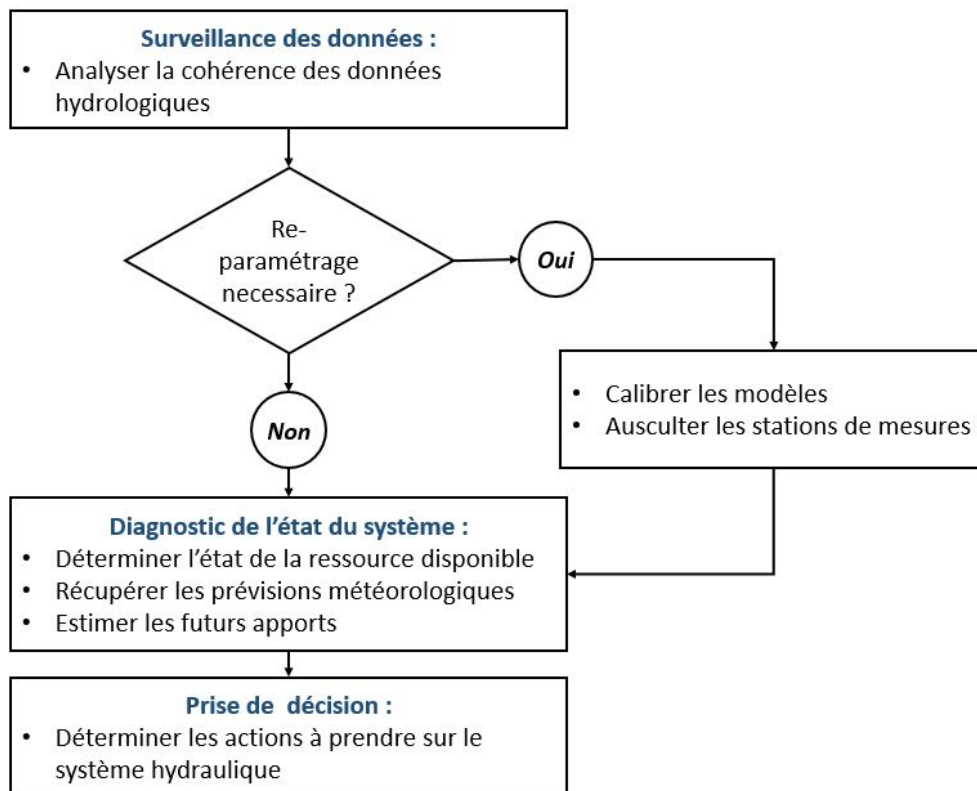 Surveillance des données :
• Analyser la cohérence des données
hydrologiques
Re-
paramétrage
necessaire ?
Oui
• Calibrer les modèles
• Ausculter les stations de mesures
Non
Diagnostic de l'état du système :
• Déterminer l'état de la ressource disponible
• Récupérer les prévisions météorologiques
• Estimer les futurs apports
Prise de décision :
• Déterminer les actions à prendre sur le
système hydraulique